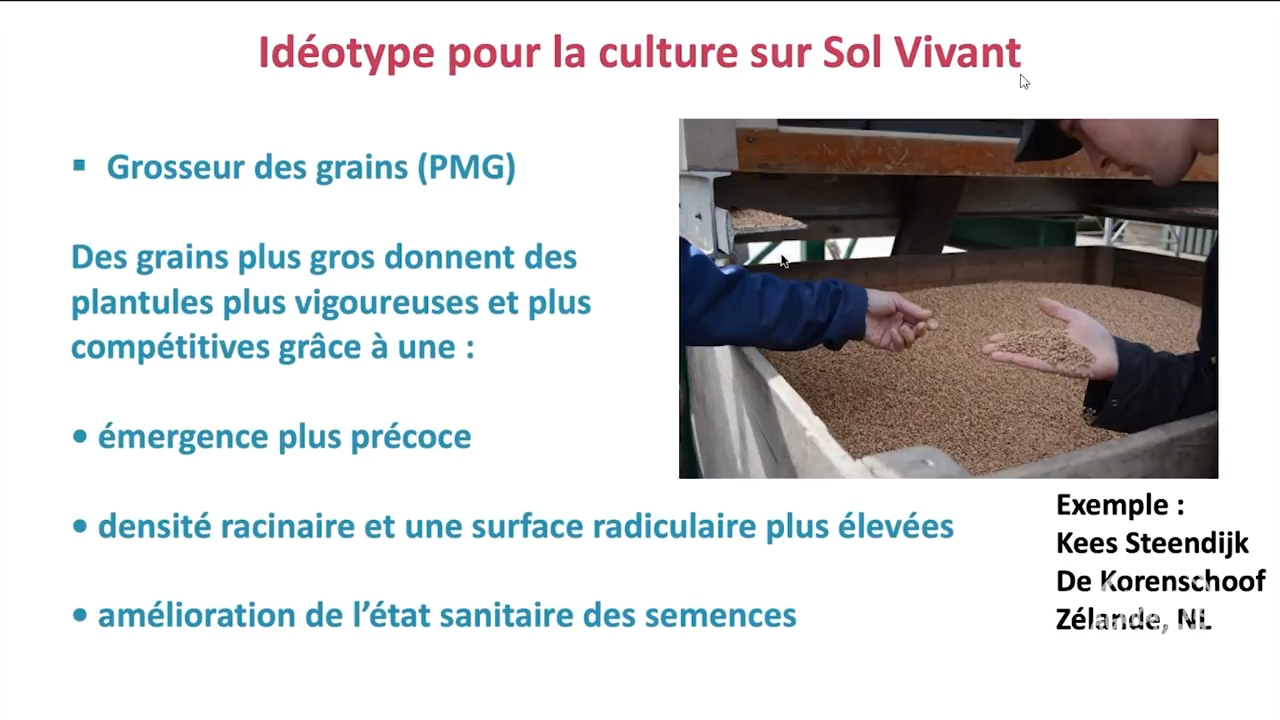 Idéotype pour la culture sur Sol Vivant
▪ Grosseur des grains (PMG)
Des grains plus gros donnent des
plantules plus vigoureuses et plus
compétitives grâce à une :
• émergence plus précoce
• densité racinaire et une surface radiculaire plus élevées
• amélioration de l’état sanitaire des semences
Exemple :
Kees Steendijk
De Korenschoof
Zélande, NL